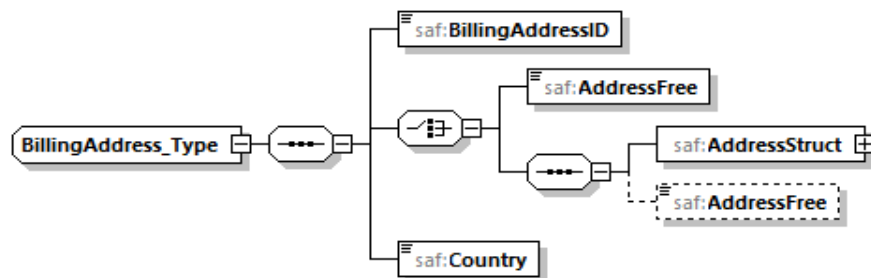 saf:BillingAddressID
saf:AddressFree
BillingAddress_Type
saf:AddressStruct
saf:AddressFree
saf:Country